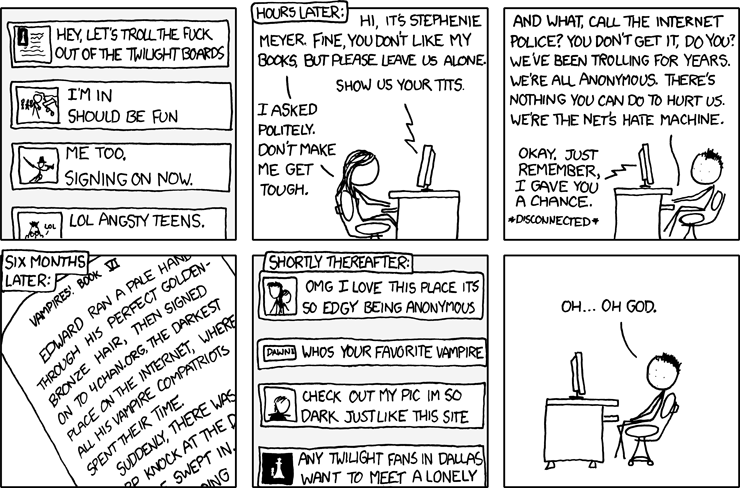 HEY, LET'S TROLL THE FUCK
OUT OF THE TWILIGHT BOARDS
I'M IN
SHOULD BE FUN
ME TOO.
SIGNING ON NOW.
LOL
LOL ANGSTY TEENS.
HOURS LATER:
HI, IT'S STEPHENIE
MEYER. FINE, YOU DON'T LIKE MY
BOOKS, BUT PLEASE LEAVE US ALONE.
SHOW US YOUR TITS.
I ASKED
POLITELY.
DON'T MAKE
ME GET
TOUGH.
AND WHAT, CALL THE INTERNET
POLICE? YOU DON'T GET IT, DO YOU?
WE'VE BEEN TROLLING FOR YEARS.
WE'RE ALL ANONYMOUS. THERE'S
NOTHING YOU CAN DO TO HURT US.
WE'RE THE NET'S HATE MACHINE.
OKAY. JUST
REMEMBER,
I GAVE YOU
A CHANCE.
*DISCONNECTED*
SIX MONTHS
LATER:
VAMPIRES! BOOK VI
EDWARD RAN A PALE HAND
THROUGH HIS PERFECT GOLDEN-
BRONZE HAIR, THEN SIGNED
ON TO 4CHAN.ORG, THE DARKEST
PLACE ON THE INTERNET, WHERE
ALL HIS VAMPIRE COMPATRIOTS
SPENT THEIR TIME.
SUDDENLY, THERE WAS
KNOCK AT THE
SWEPT IN.
SHORTLY THEREAFTER:
OMG I LOVE THIS PLACE ITS
SO EDGY BEING ANONYMOUS
DAWN!!
WHOS YOUR FAVORITE VAMPIRE
CHECK OUT MY PIC IM SO
DARK JUST LIKE THIS SITE
ANY TWILIGHT FANS IN DALLAS
WANT TO MEET A LONELY
OH... OH GOD.